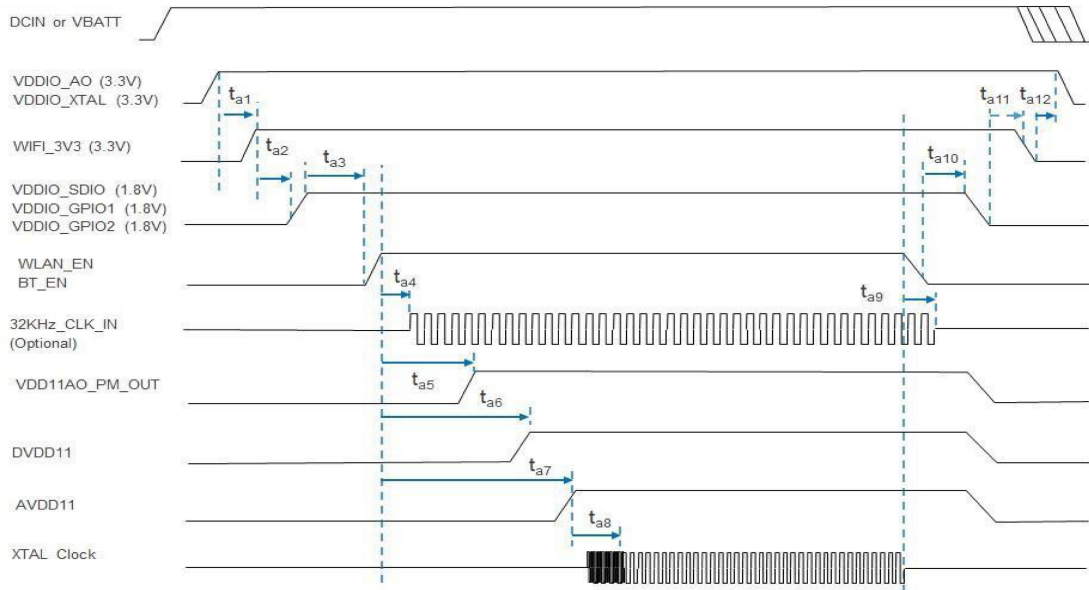 DCIN or VBATT
VDDIO_AO (3.3V)
VDDIO_XTAL (3.3V)
ta1
ta11
ta12
WIFI_3V3 (3.3V)
ta2
ta3
ta10
VDDIO_SDIO (1.8V)
VDDIO_GPIO1 (1.8V)
VDDIO_GPIO2 (1.8V)
WLAN_EN
BT_EN
ta4
ta9
32KHz_CLK_IN
(Optional)
VDD11AO_PM_OUT
ta5
ta6
DVDD11
ta7
AVDD11
ta8
XTAL Clock